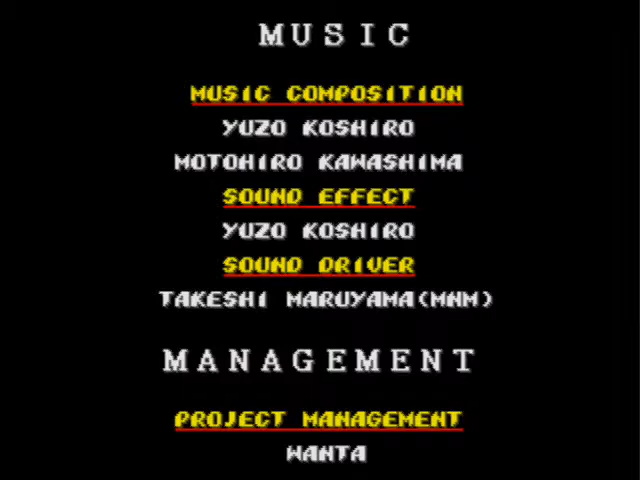 MUSIC
MUSIC COMPOSITION
YUZO KOSHIRO
MOTOHIRO KAWASHIMA
SOUND EFFECT
YUZO KOSHIRO
SOUND DRIVER
TAKESHI MARUYAMA(MNM)
MANAGEMENT
PROJECT MANAGEMENT
WANTA